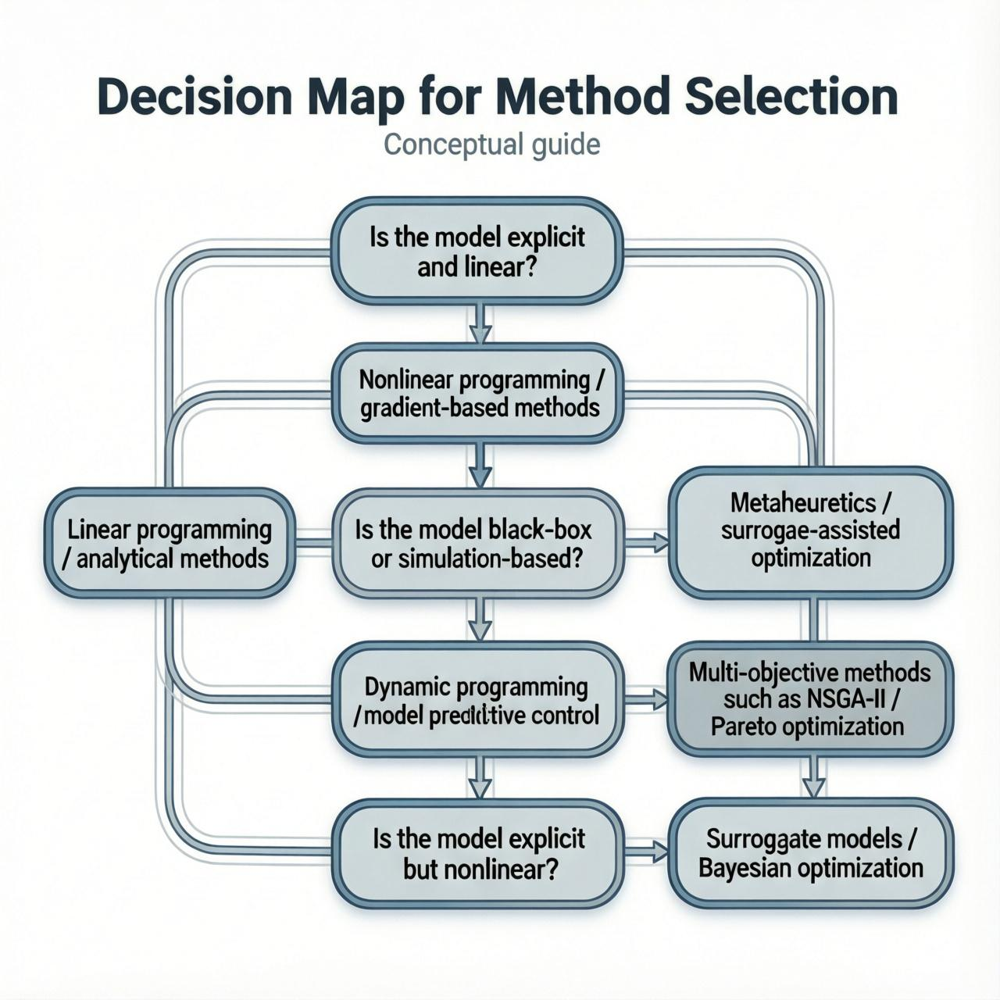 Decision Map for Method Selection
Conceptual guide
Is the model explicit
and linear?
Nonlinear programming /
gradient-based methods
Linear programming
/ analytical methods
Is the model black-box
or simulation-based?
Metaheuretics /
surrogae-assisted
optimization
Dynamic programming
/model control
Multi-objective methods
such as NSGA-II /
Pareto optimization
Is the model explicit
but nonlinear?
Surroggate models /
Bayesian optimization